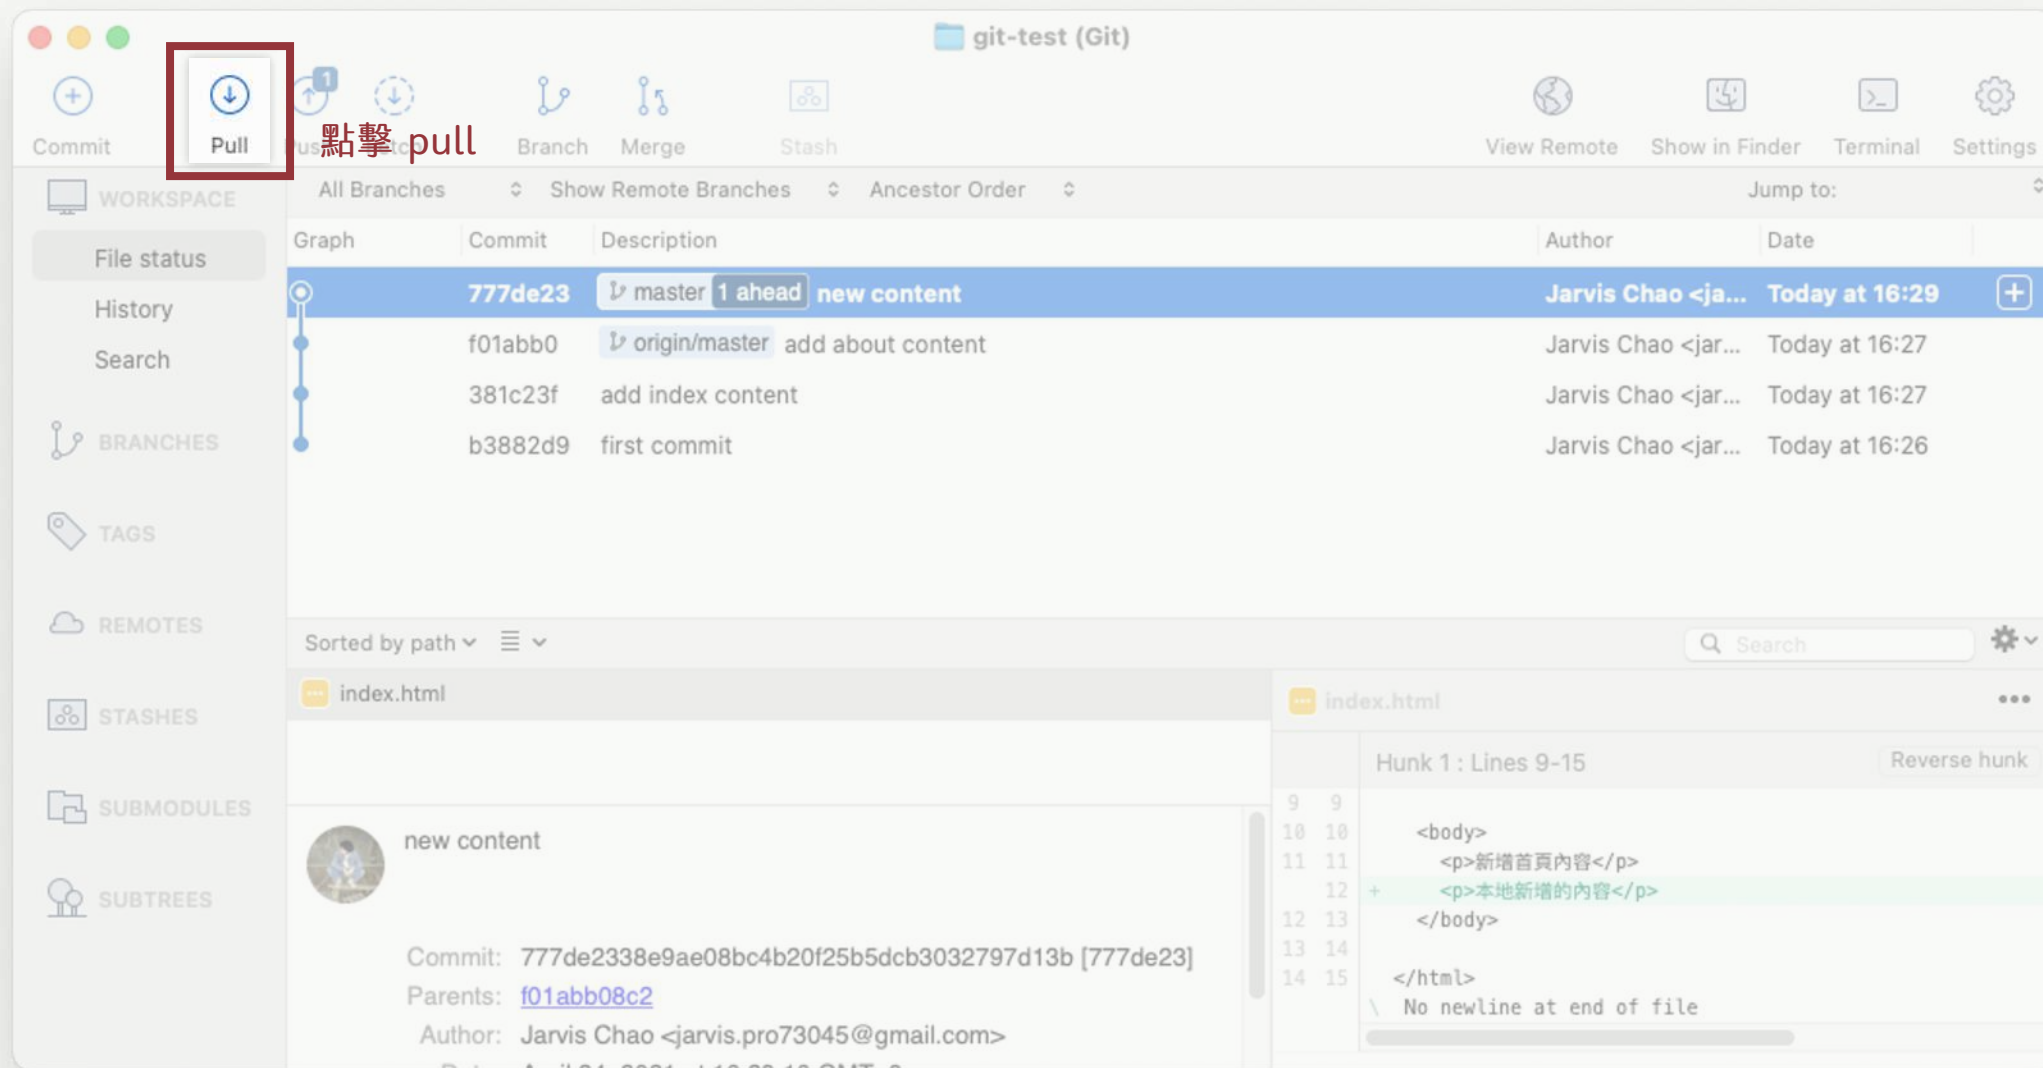 git-test (Git)
Commit
Pull
1
點擊 pull
Branch
Merge
Stash
View Remote
Show in Finder
Terminal
Settings
WORKSPACE
File status
History
Search
BRANCHES
TAGS
REMOTES
STASHES
SUBMODULES
SUBTREES
All Branches
Show Remote Branches
Ancestor Order
Jump to:
Graph Commit Description Author Date
777de23 master 1 ahead new content Jarvis Chao <ja... Today at 16:29
f01abb0 origin/master add about content Jarvis Chao <jar... Today at 16:27
381c23f add index content Jarvis Chao <jar... Today at 16:27
b3882d9 first commit Jarvis Chao <jar... Today at 16:26
Sorted by path
Search
index.html
new content
Commit: 777de2338e9ae08bc4b20f25b5dcb3032797d13b [777de23]
Parents: f01abb08c2
Author: Jarvis Chao <jarvis.pro73045@gmail.com>
index.html
Hunk 1 : Lines 9-15
Reverse hunk
9 9
10 10 <body>
11 11 <p>新增首頁內容</p>
12 + <p>本地新增的內容</p>
12 13 </body>
13 14
14 15 </html>
\ No newline at end of file